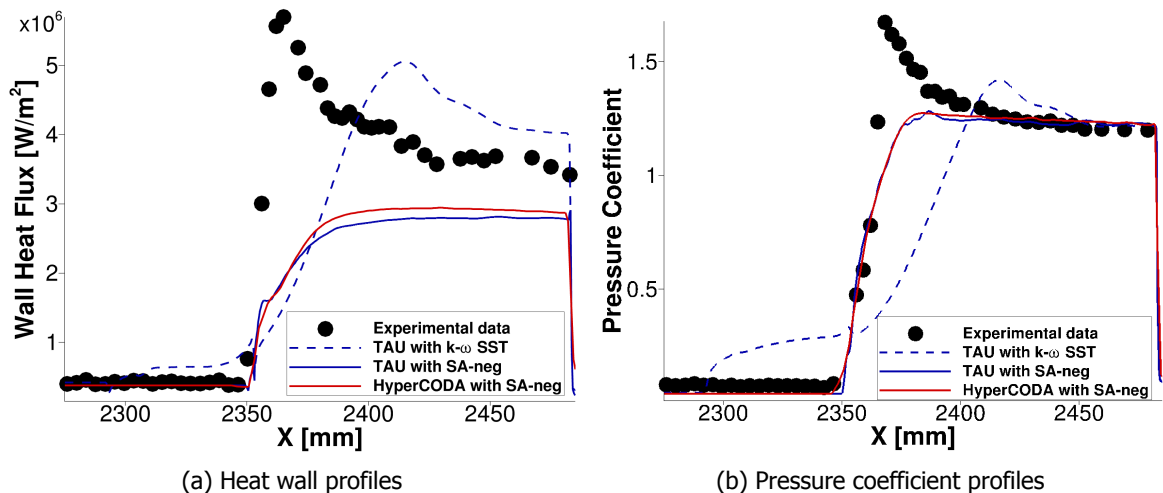 ×10⁶
5
4
3
2
1
Wall Heat Flux [W/m²]
Experimental data
TAU with k-ω SST
TAU with SA-neg
HyperCODA with SA-neg
2300
2350
2400
2450
X [mm]
(a) Heat wall profiles
1.5
1
0.5
Pressure Coefficient
Experimental data
TAU with k-ω SST
TAU with SA-neg
HyperCODA with SA-neg
2300
2350
2400
2450
X [mm]
(b) Pressure coefficient profiles